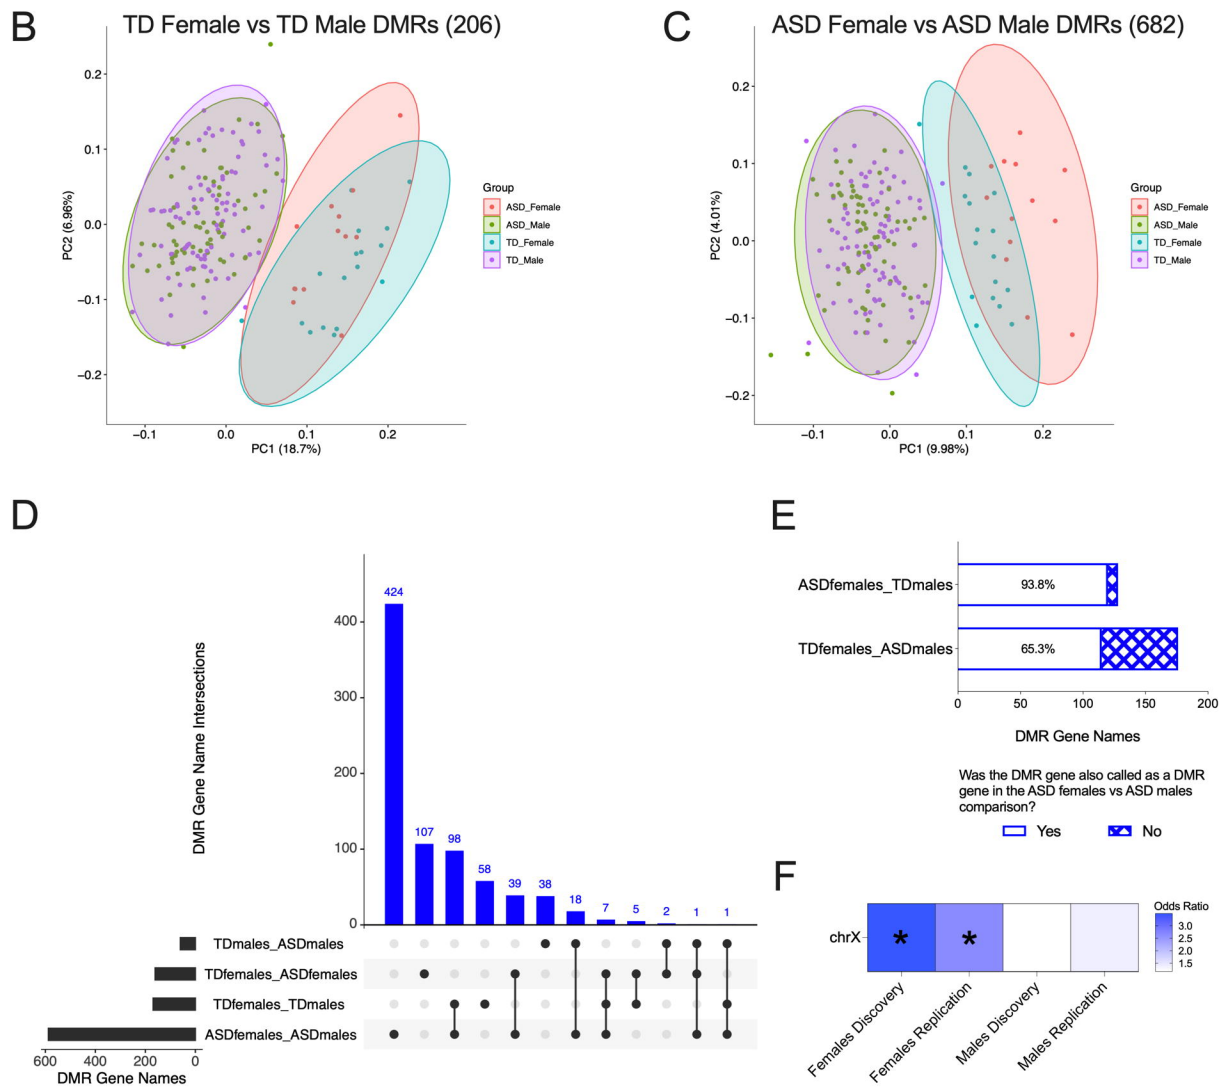 B
TD Female vs TD Male DMRs (206)
0.2
0.1
0.0
−0.1
−0.2
PC2 (6.96%)
−0.1
0.0
0.1
0.2
PC1 (18.7%)
Group
ASD_Female
ASD_Male
TD_Female
TD_Male
C
ASD Female vs ASD Male DMRs (682)
0.2
0.1
0.0
−0.1
−0.2
PC2 (4.01%)
−0.1
0.0
0.1
0.2
PC1 (9.98%)
Group
ASD_Female
ASD_Male
TD_Female
TD_Male
D
DMR Gene Name Intersections
400
300
200
100
0
424
107
98
58
39
38
18
7
5
2
1
1
TDmales_ASDmales
TDfemales_ASDfemales
TDfemales_TDmales
ASDfemales_ASDmales
600
400
200
0
DMR Gene Names
E
ASDfemales_TDmales
93.8%
TDfemales_ASDmales
65.3%
0
50
100
150
200
DMR Gene Names
Was the DMR gene also called as a DMR
gene in the ASD females vs ASD males
comparison?
Yes
No
F
chrX
*
*
Females Discovery
Females Replication
Males Discovery
Males Replication
Odds Ratio
3.0
2.5
2.0
1.5